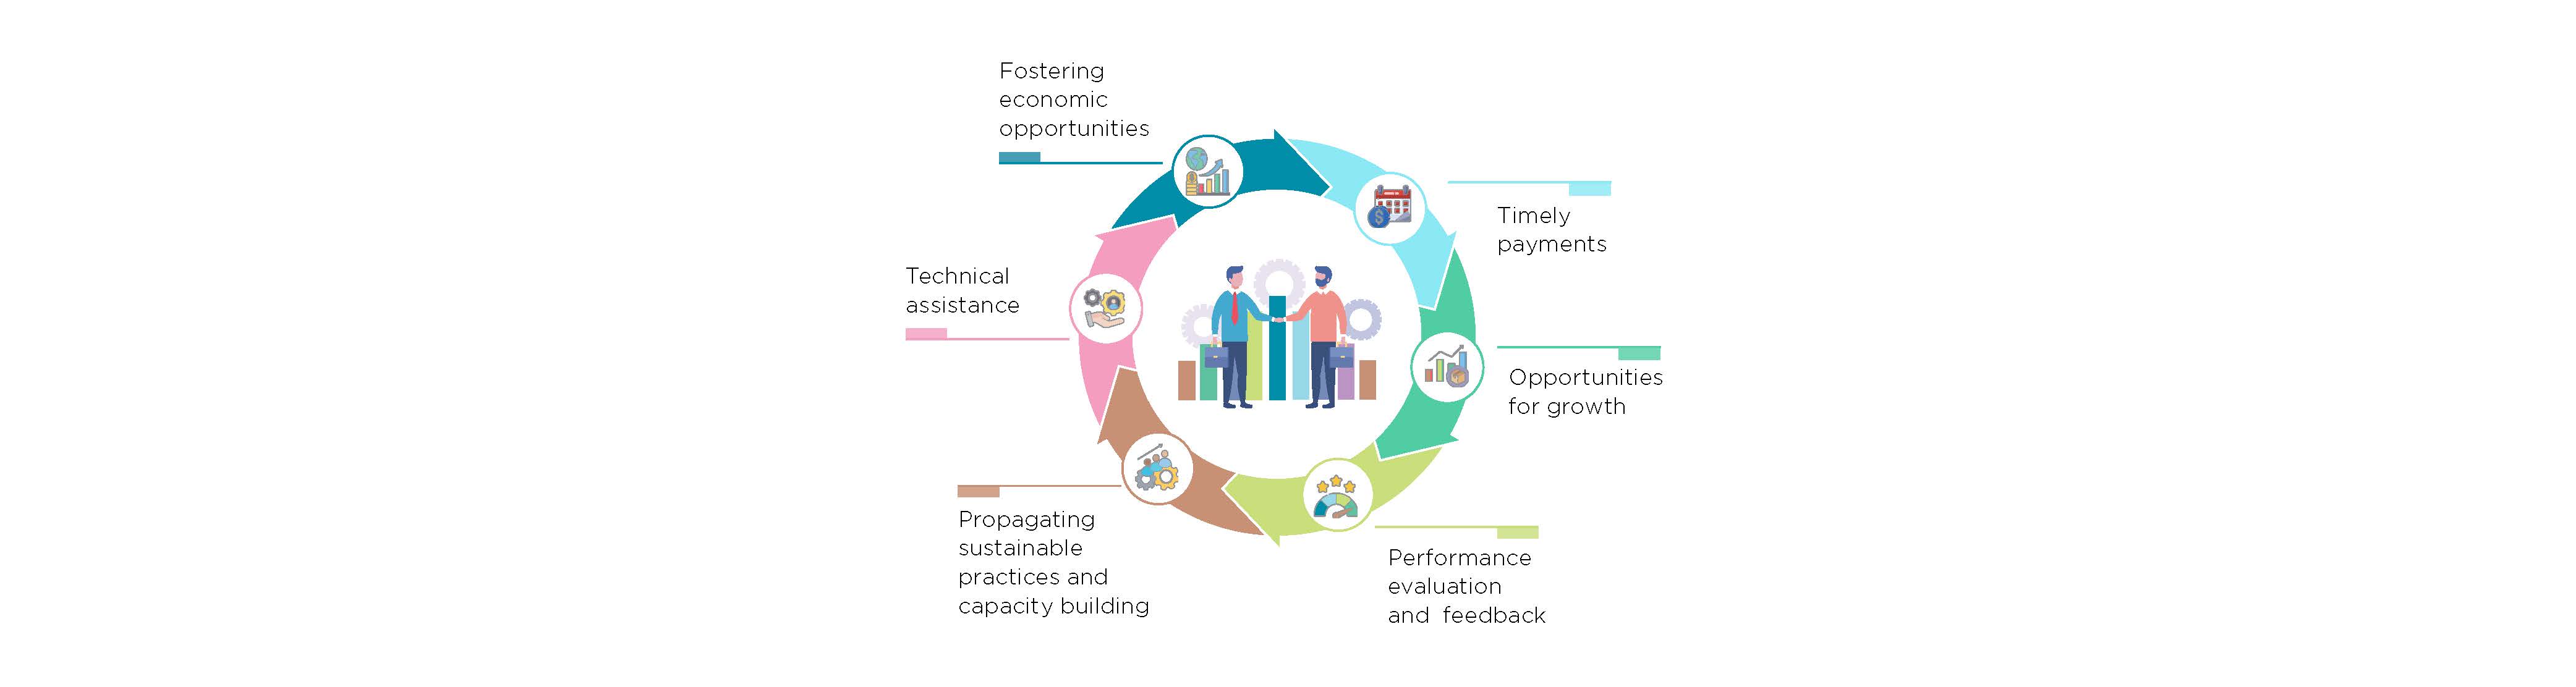 Fostering
economic
opportunities
Timely
payments
Opportunities
for growth
Performance
evaluation
and feedback
Propagating
sustainable
practices and
capacity building
Technical
assistance